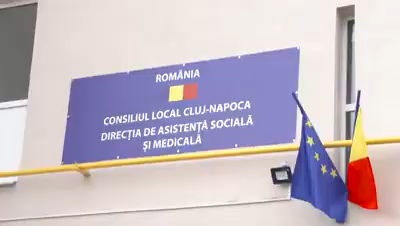 ROMÂNIA
CONSILIUL LOCAL CLUJ-NAPOCA
DIRECȚIA DE ASISTENȚĂ SOCIALĂ
ȘI MEDICALĂ